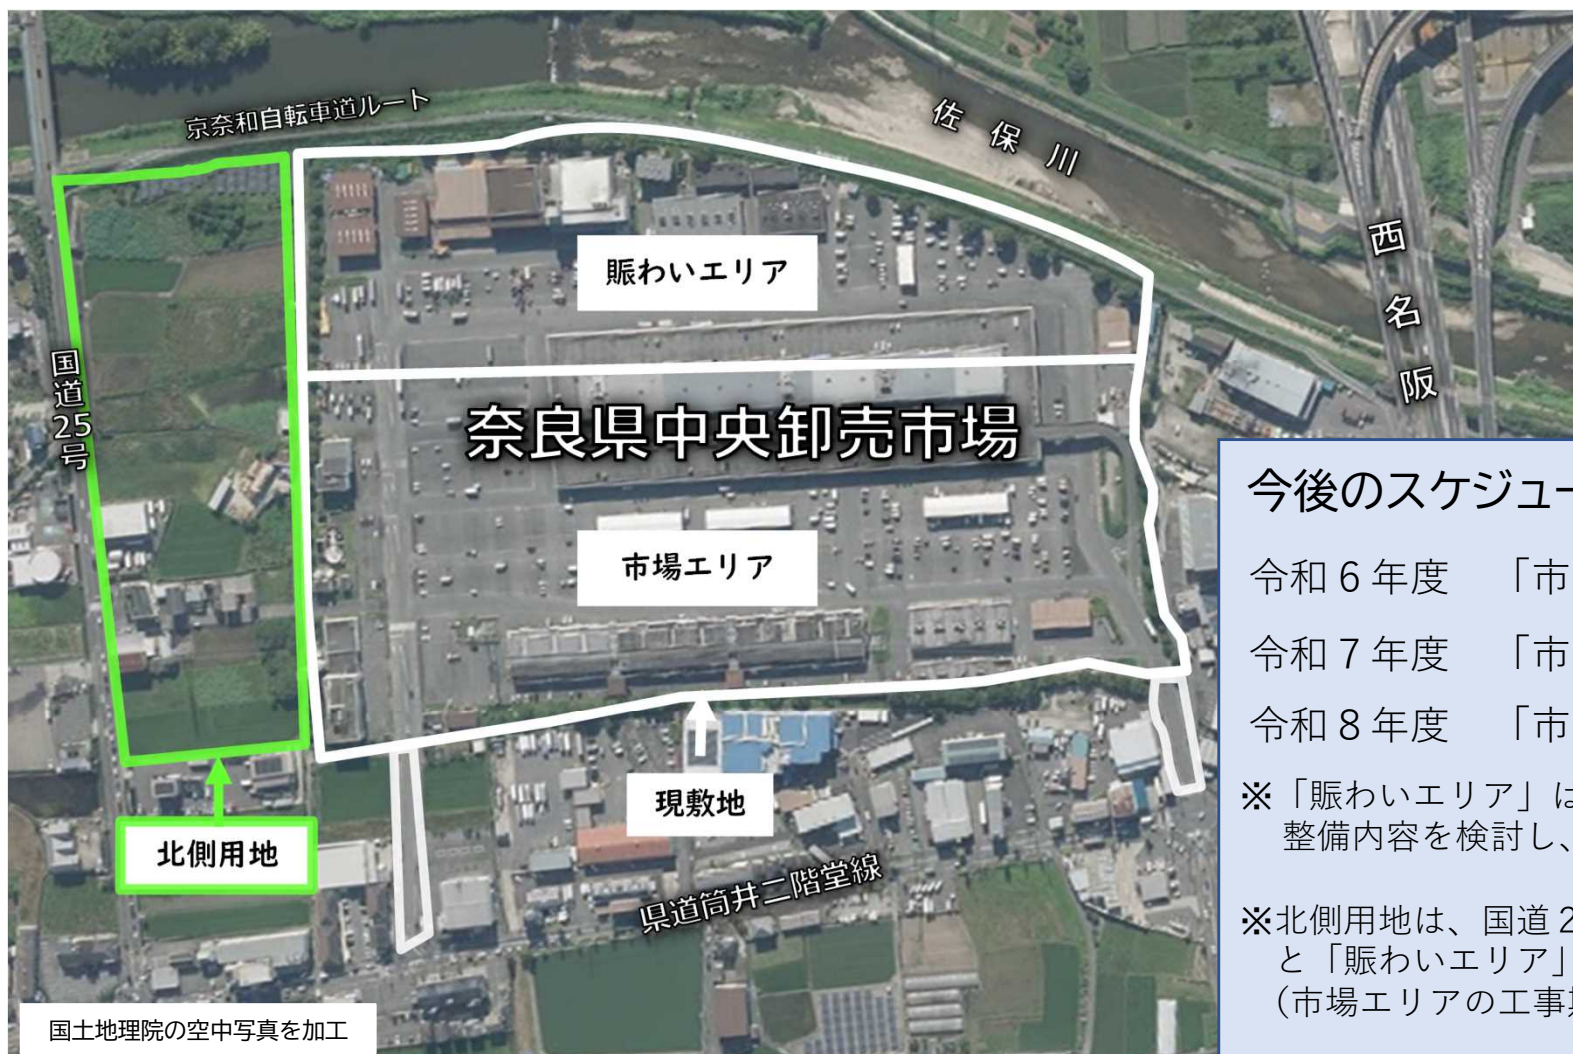 京奈和自転車道ルート
佐保川
西名阪
賑わいエリア
国道25号
奈良県中央卸売市場
市場エリア
現敷地
北側用地
県道筒井二階堂線
国土地理院の空中写真を加工
今後のスケジュー
令和６年度　「市
令和７年度　「市
令和８年度　「市
※「賑わいエリア」は
整備内容を検討し、
※北側用地は、国道２
と「賑わいエリア」
（市場エリアの工事